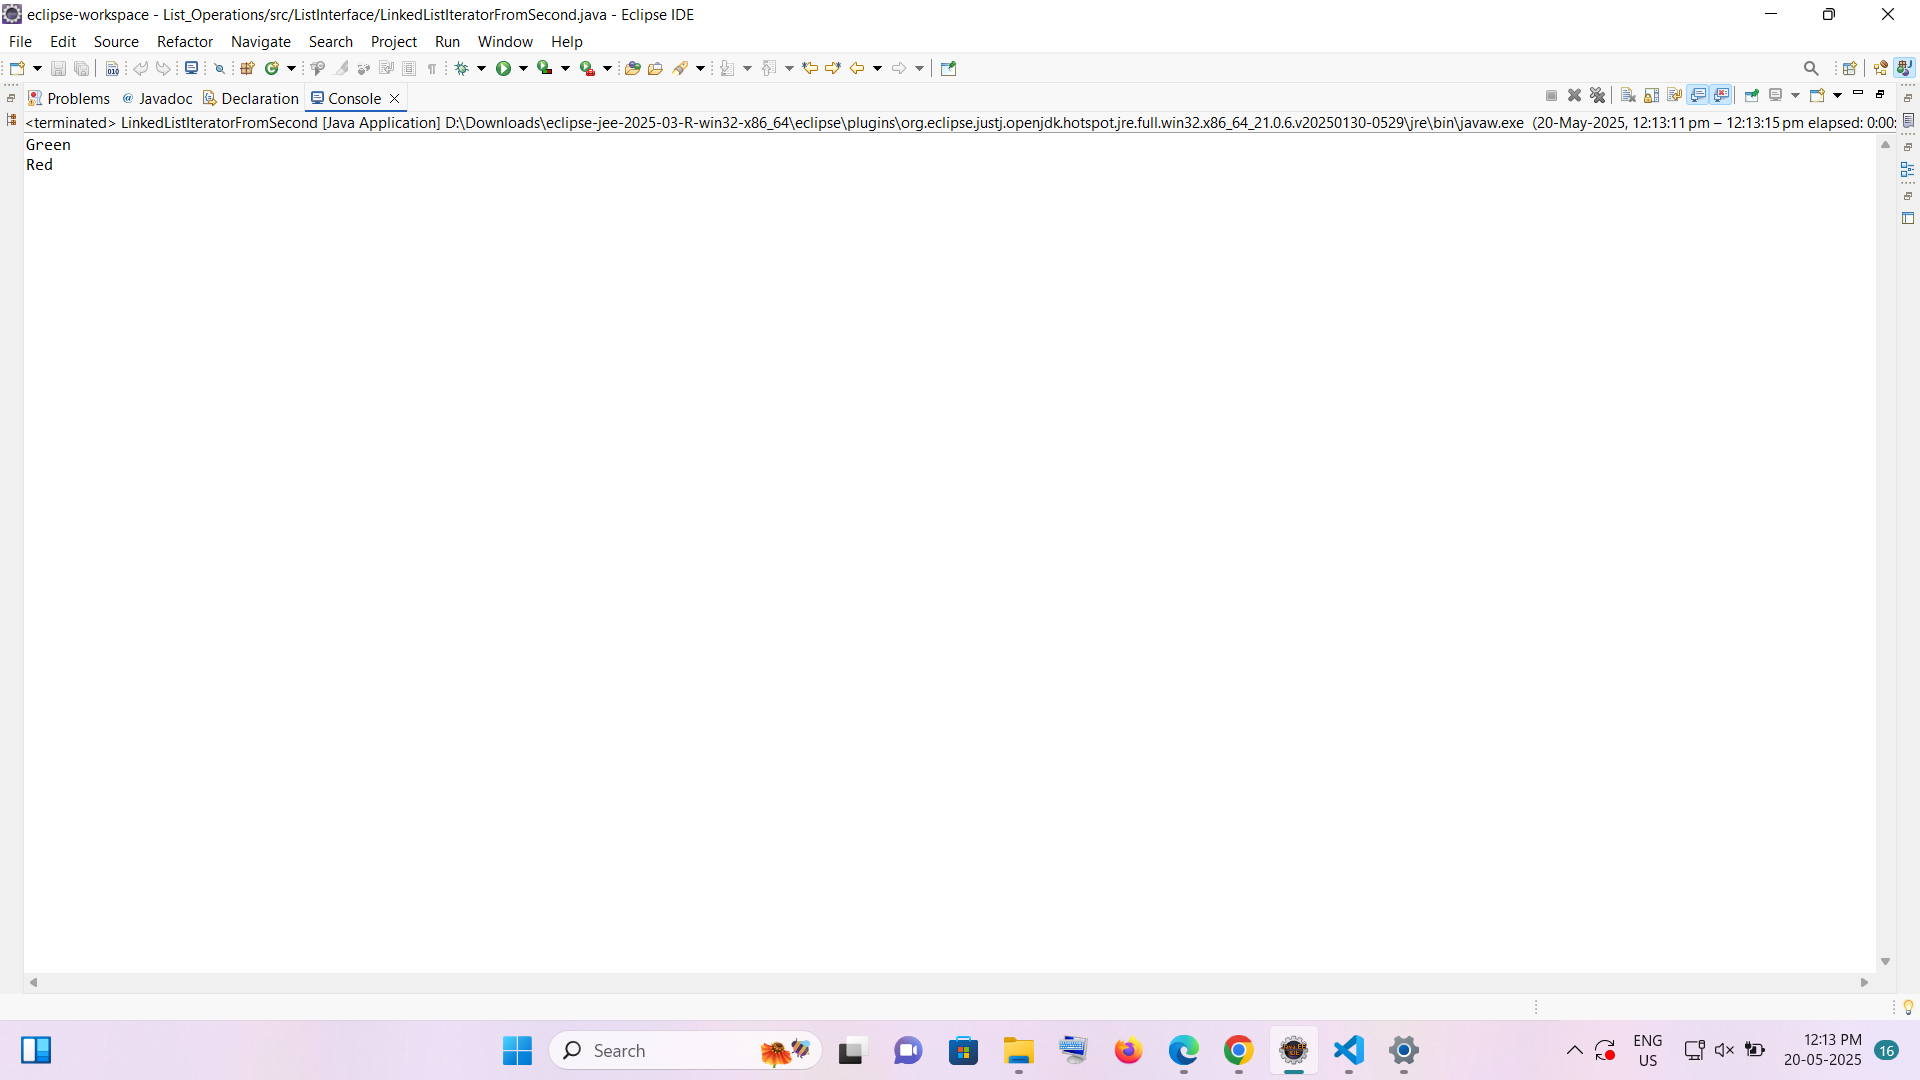 eclipse-workspace - List_Operations/src/ListInterface/LinkedListIteratorFromSecond.java - Eclipse IDE
File Edit Source Refactor Navigate Search Project Run Window Help
Problems @ Javadoc Declaration Console
<terminated> LinkedListIteratorFromSecond [Java Application] D:\Downloads\eclipse-jee-2025-03-R-win32-x86_64\eclipse\plugins\org.eclipse.justj.openjdk.hotspot.jre.full.win32.x86_64_21.0.6.v20250130-0529\jre\bin\javaw.exe (20-May-2025, 12:13:11 pm – 12:13:15 pm elapsed: 0:00:
Green
Red
Search
ENG
US
12:13 PM
20-05-2025
16